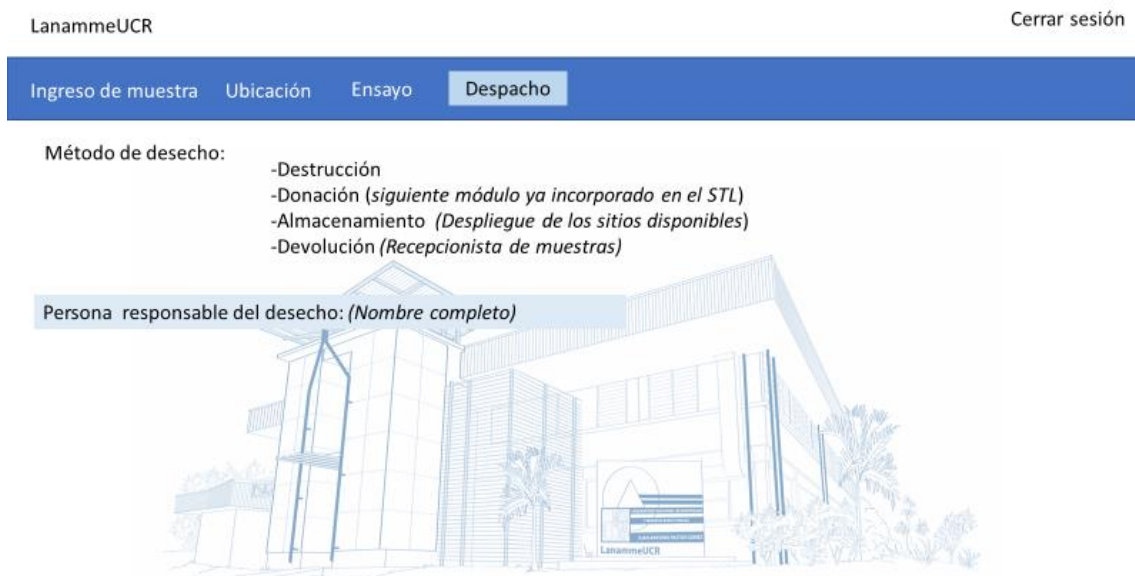 LanammeUCR
Cerrar sesión
Ingreso de muestra Ubicación Ensayo Despacho
Método de desecho:
-Destrucción
-Donación (siguiente módulo ya incorporado en el STL)
-Almacenamiento (Despliegue de los sitios disponibles)
-Devolución (Recepcionista de muestras)
Persona responsable del desecho: (Nombre completo)
LanammeUCR